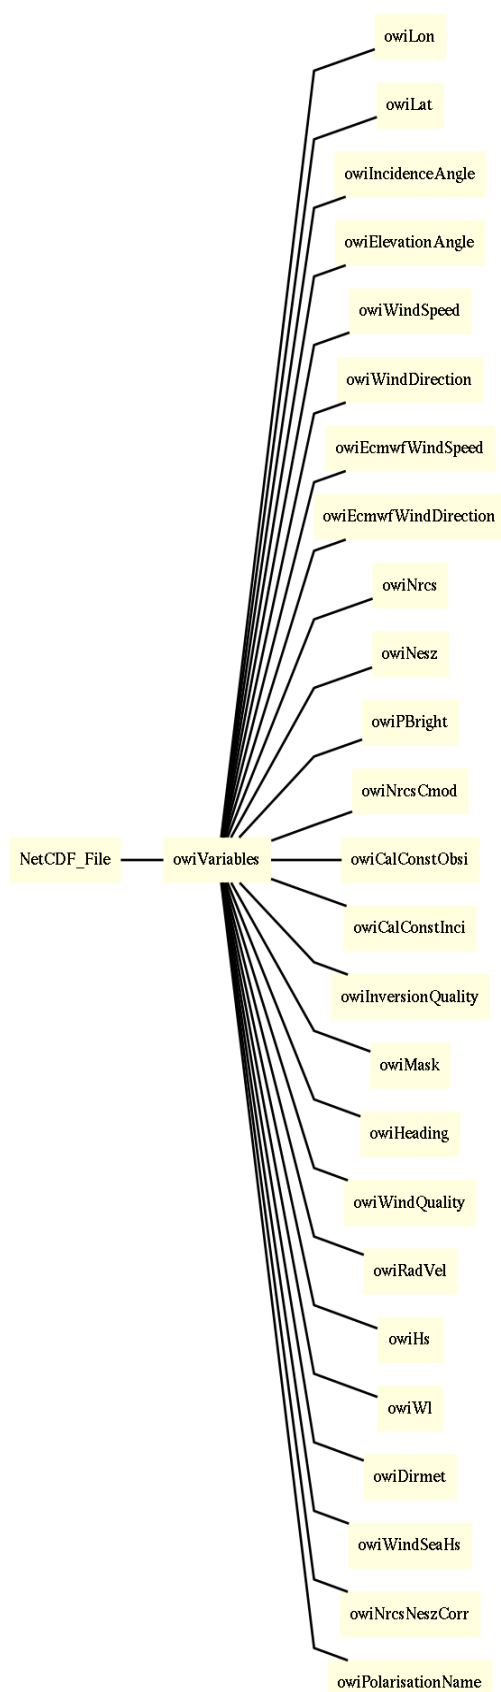 owiLon
owiLat
owiIncidenceAngle
owiElevationAngle
owiWindSpeed
owiWindDirection
owiEcmwfWindSpeed
owiEcmwfWindDirection
owiNrcs
owiNesz
owiPBright
owiNrcsCmod
NetCDF_File
owiVariables
owiCalConstObsi
owiCalConstInci
owiInversionQuality
owiMask
owiHeading
owiWindQuality
owiRadVel
owiHs
owiWl
owiDirmet
owiWindSeaHs
owiNrcsNeszCorr
owiPolarisationName